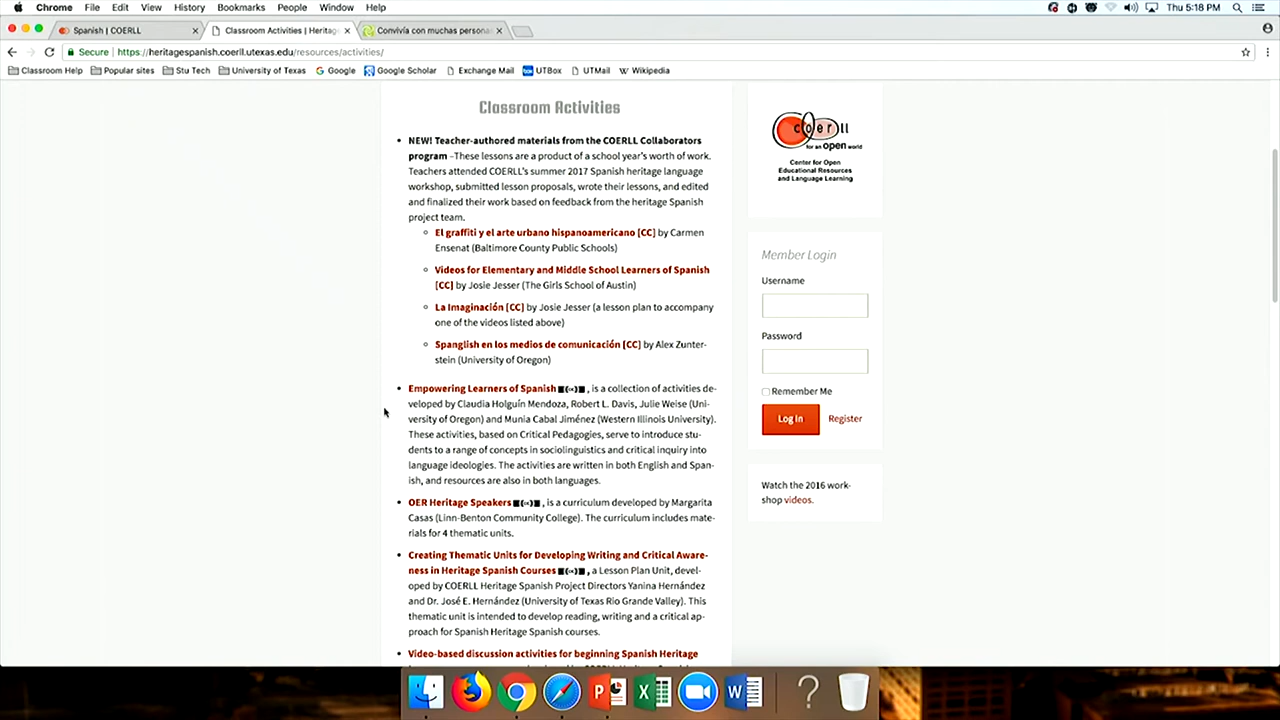 Chrome File Edit View History Bookmarks People Window Help Thu 5:18 PM
Spanish | COERLL
Classroom Activities | Heritag
Convivía con muchas persona
Secure https://heritagespanish.coerll.utexas.edu/resources/activities/
Classroom Help Popular sites Stu Tech University of Texas Google Google Scholar Exchange Mail UTBox UTMail Wikipedia
Classroom Activities
NEW! Teacher-authored materials from the COERLL Collaborators
program –These lessons are a product of a school year's worth of work.
Teachers attended COERLL's summer 2017 Spanish heritage language
workshop, submitted lesson proposals, wrote their lessons, and edited
and finalized their work based on feedback from the heritage Spanish
project team.
El graffiti y el arte urbano hispanoamericano [CC] by Carmen
Ensenat (Baltimore County Public Schools)
Videos for Elementary and Middle School Learners of Spanish
[CC] by Josie Jesser (The Girls School of Austin)
La Imaginación [CC] by Josie Jesser (a lesson plan to accompany
one of the videos listed above)
Spanglish en los medios de comunicación [CC] by Alex Zunter-
stein (University of Oregon)
Empowering Learners of Spanish , is a collection of activities de-
veloped by Claudia Holguín Mendoza, Robert L. Davis, Julie Weise (Uni-
versity of Oregon) and Munia Cabal Jiménez (Western Illinois University).
These activities, based on Critical Pedagogies, serve to introduce stu-
dents to a range of concepts in sociolinguistics and critical inquiry into
language ideologies. The activities are written in both English and Span-
ish, and resources are also in both languages.
OER Heritage Speakers , is a curriculum developed by Margarita
Casas (Linn-Benton Community College). The curriculum includes mate-
rials for 4 thematic units.
Creating Thematic Units for Developing Writing and Critical Aware-
ness in Heritage Spanish Courses , a Lesson Plan Unit, devel-
oped by COERLL Heritage Spanish Project Directors Yanina Hernández
and Dr. José E. Hernández (University of Texas Rio Grande Valley). This
thematic unit is intended to develop reading, writing and a critical ap-
proach for Spanish Heritage Spanish courses.
Video-based discussion activities for beginning Spanish Heritage
coerll
for an open world
Center for Open
Educational Resources
and Language Learning
Member Login
Username
Password
Remember Me
Log In Register
Watch the 2016 work-
shop videos.